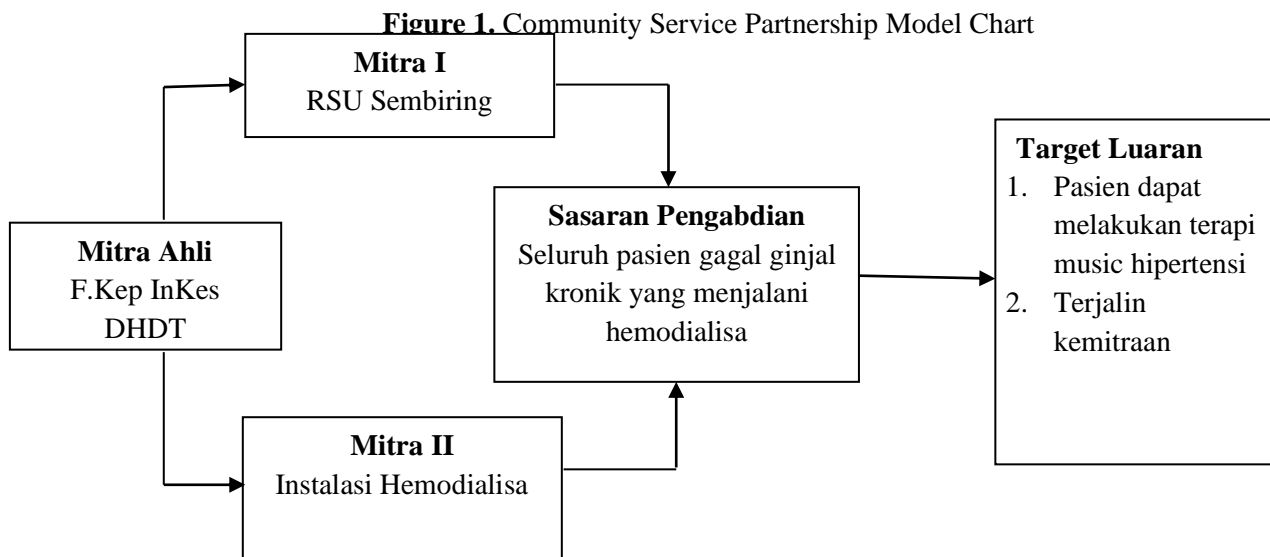 Figure 1. Community Service Partnership Model Chart
Mitra I
RSU Sembiring
Mitra Ahli
F.Kep InKes
DHDT
Mitra II
Instalasi Hemodialisa
Sasaran Pengabdian
Seluruh pasien gagal ginjal
kronik yang menjalani
hemodialisa
Target Luaran
1. Pasien dapat
melakukan terapi
music hipertensi
2. Terjalin
kemitraan